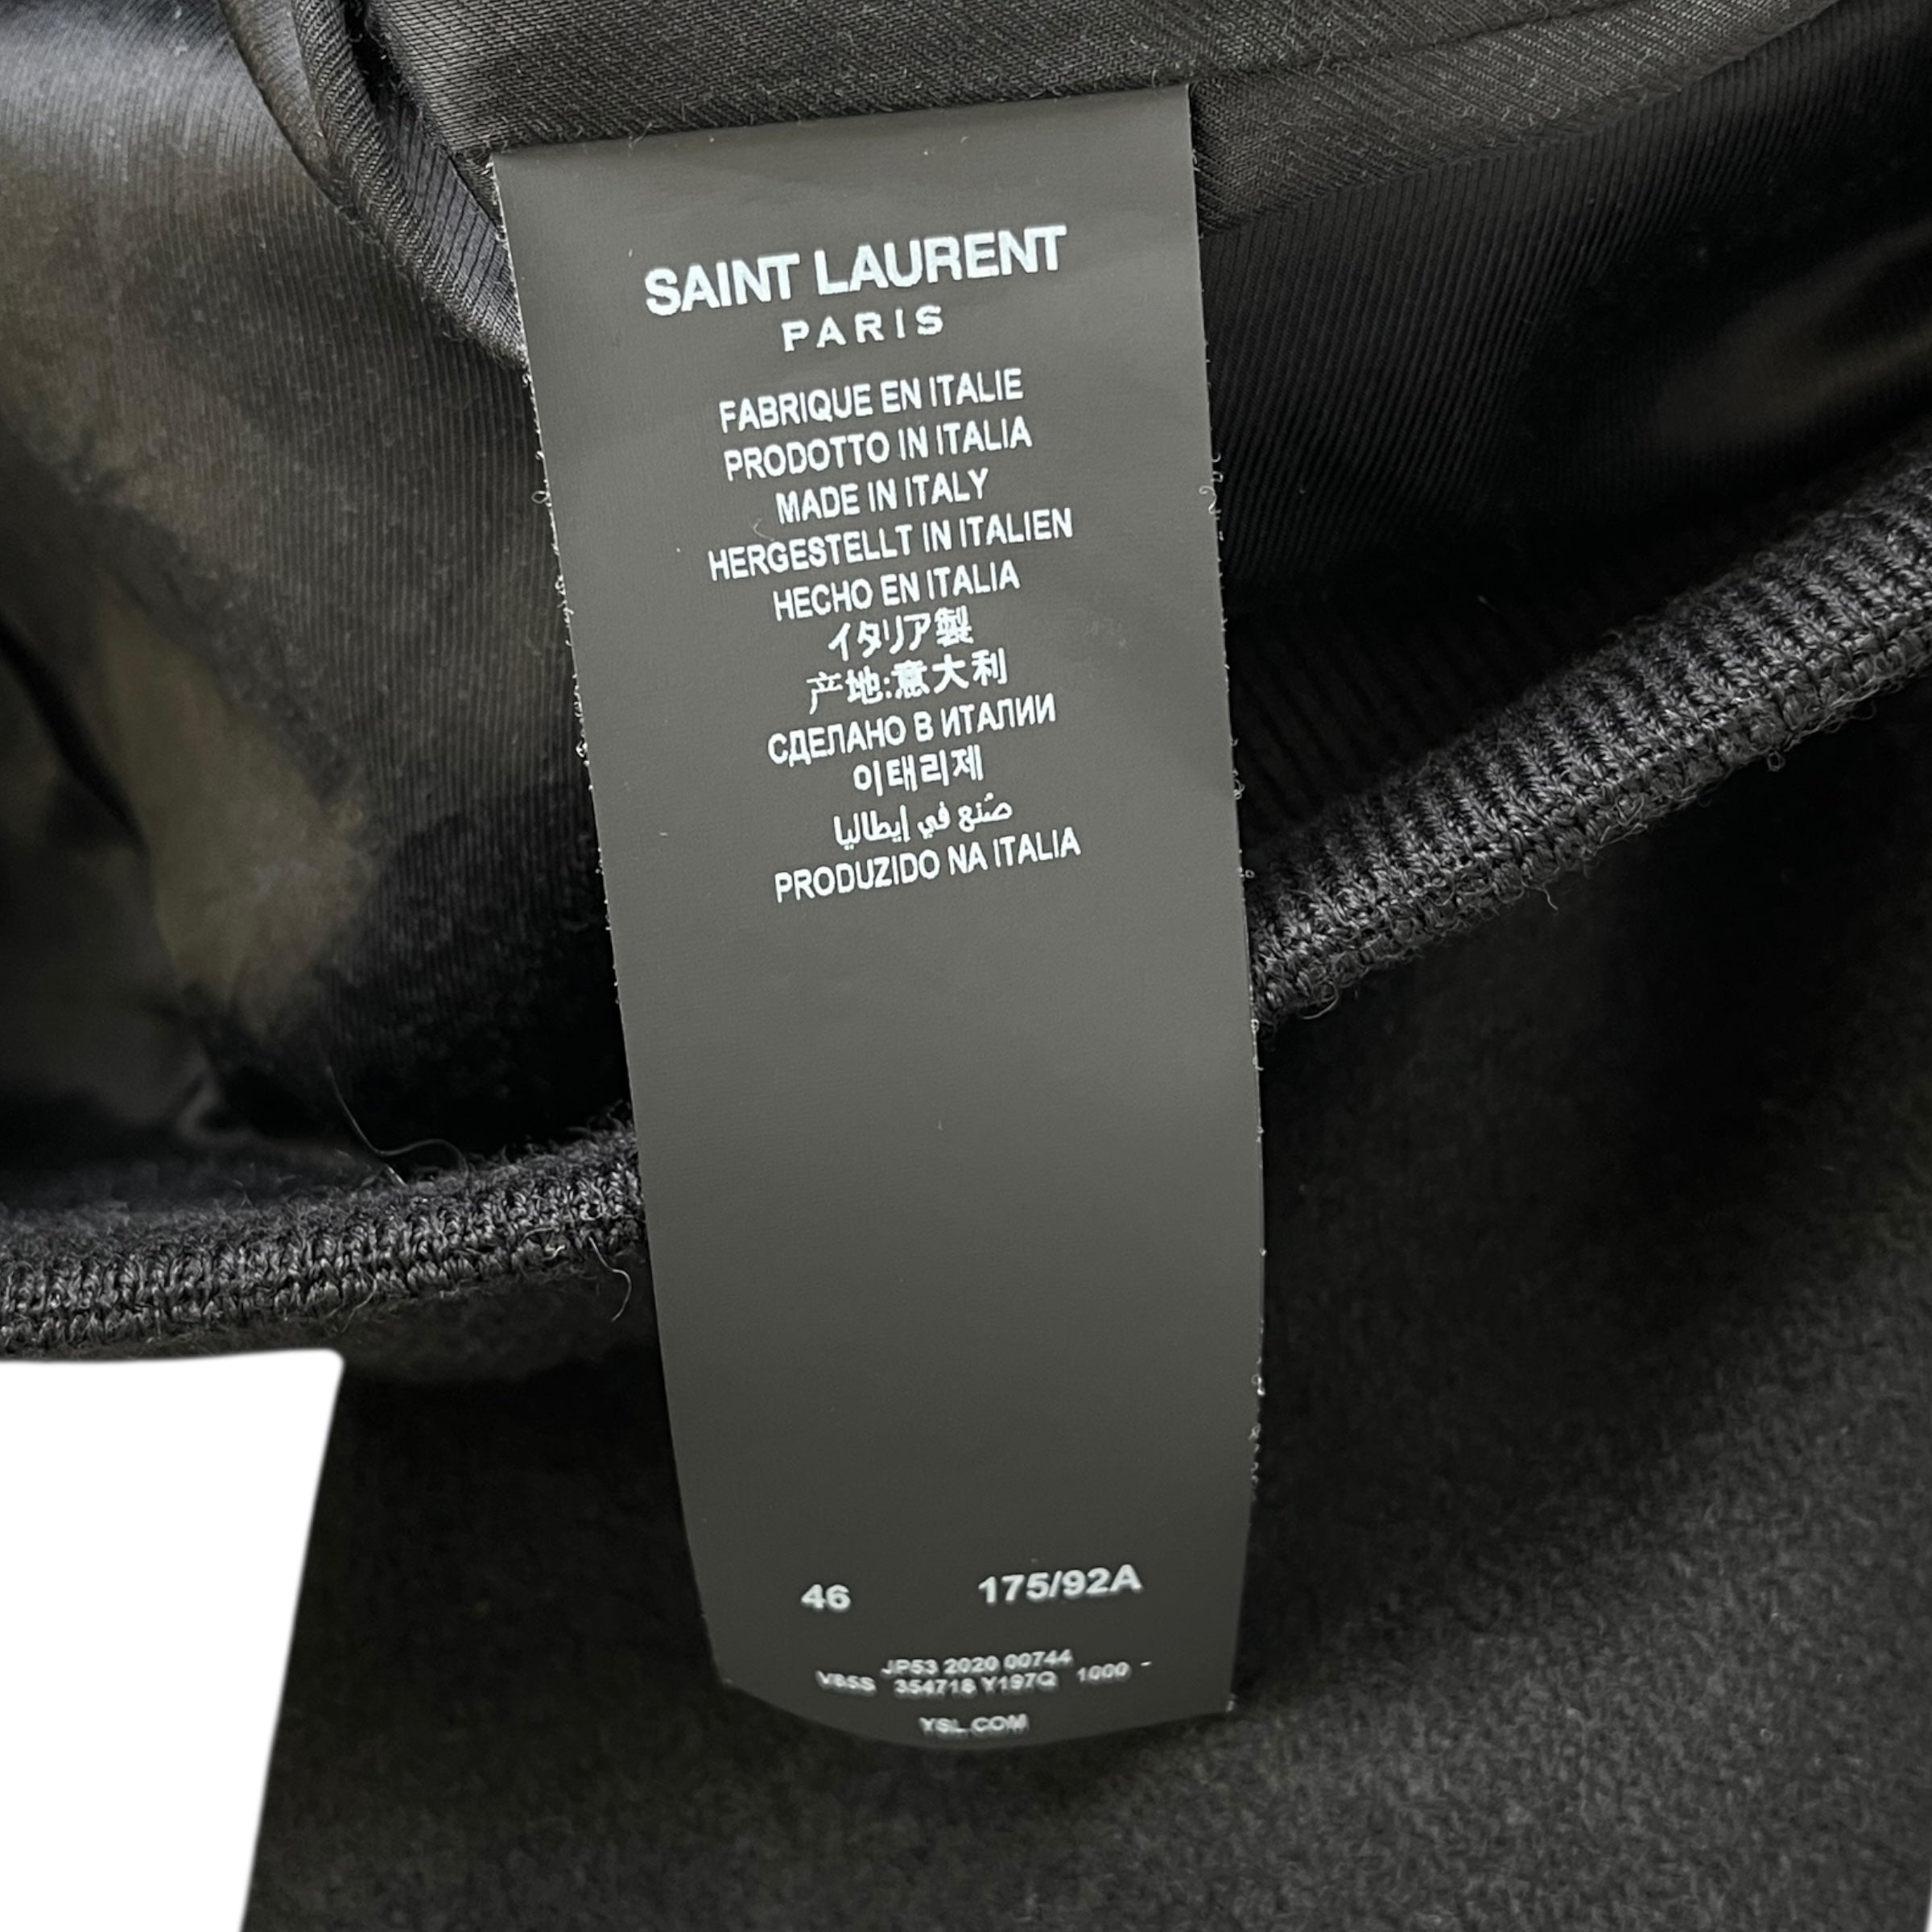 SAINT LAURENT
PARIS
FABRIQUE EN ITALIE
PRODOTTO IN ITALIA
MADE IN ITALY
HERGESTELLT IN ITALIEN
HECHO EN ITALIA
イタリア製
产地:意大利
СДЕЛАНО В ИТАЛИИ
이태리제
صُنع في إيطاليا
PRODUZIDO NA ITALIA
46 175/92A
JP53 2020 00744
354718 Y197Q 1000 -
YSL.COM